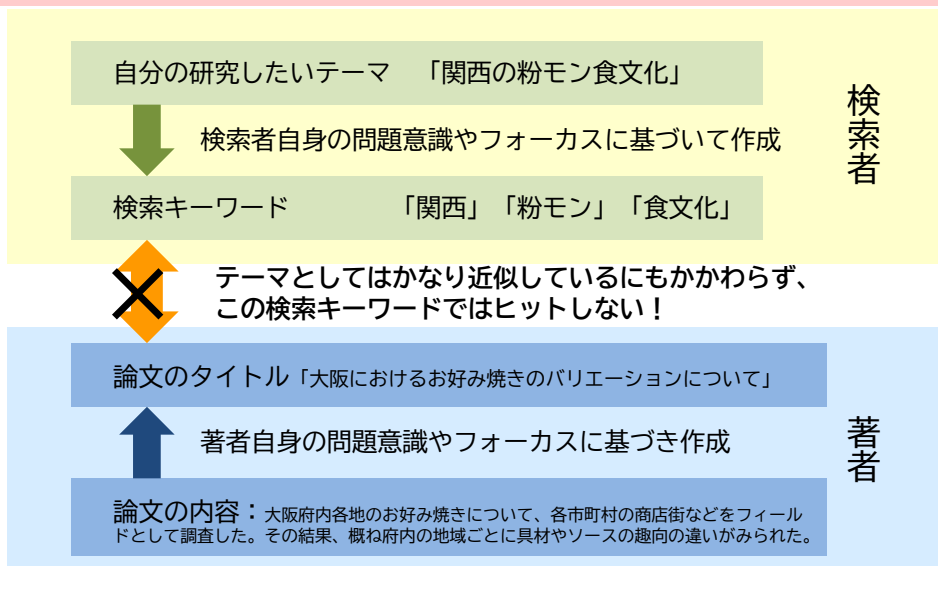 自分の研究したいテーマ　「関西の粉モン食文化」
検索者自身の問題意識やフォーカスに基づいて作成
検索キーワード　「関西」「粉モン」「食文化」
検索者
テーマとしてはかなり近似しているにもかかわらず、
この検索キーワードではヒットしない！
論文のタイトル「大阪におけるお好み焼きのバリエーションについて」
著者自身の問題意識やフォーカスに基づき作成
著者
論文の内容：大阪府内各地のお好み焼きについて、各市町村の商店街などをフィール
ドとして調査した。その結果、概ね府内の地域ごとに具材やソースの趣向の違いがみられた。